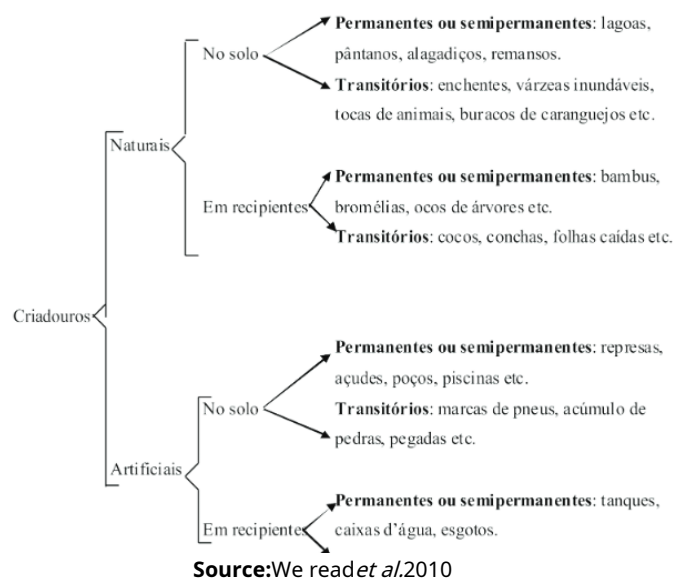 Permanentes ou semipermanentes: lagoas,
No solo
pântanos, alagadiços, remansos.
Transitórios: enchentes, várzeas inundáveis,
tocas de animais, buracos de caranguejos etc.
Naturais
Permanentes ou semipermanentes: bambus,
Em recipientes
bromélias, ocos de árvores etc.
Transitórios: cocos, conchas, folhas caídas etc.
Criadouros
Permanentes ou semipermanentes: represas,
açudes, poços, piscinas etc.
No solo
Transitórios: marcas de pneus, acúmulo de
pedras, pegadas etc.
Artificiais
Permanentes ou semipermanentes: tanques,
Em recipiente
caixas d'água, esgotos.
Source:We readet al.2010